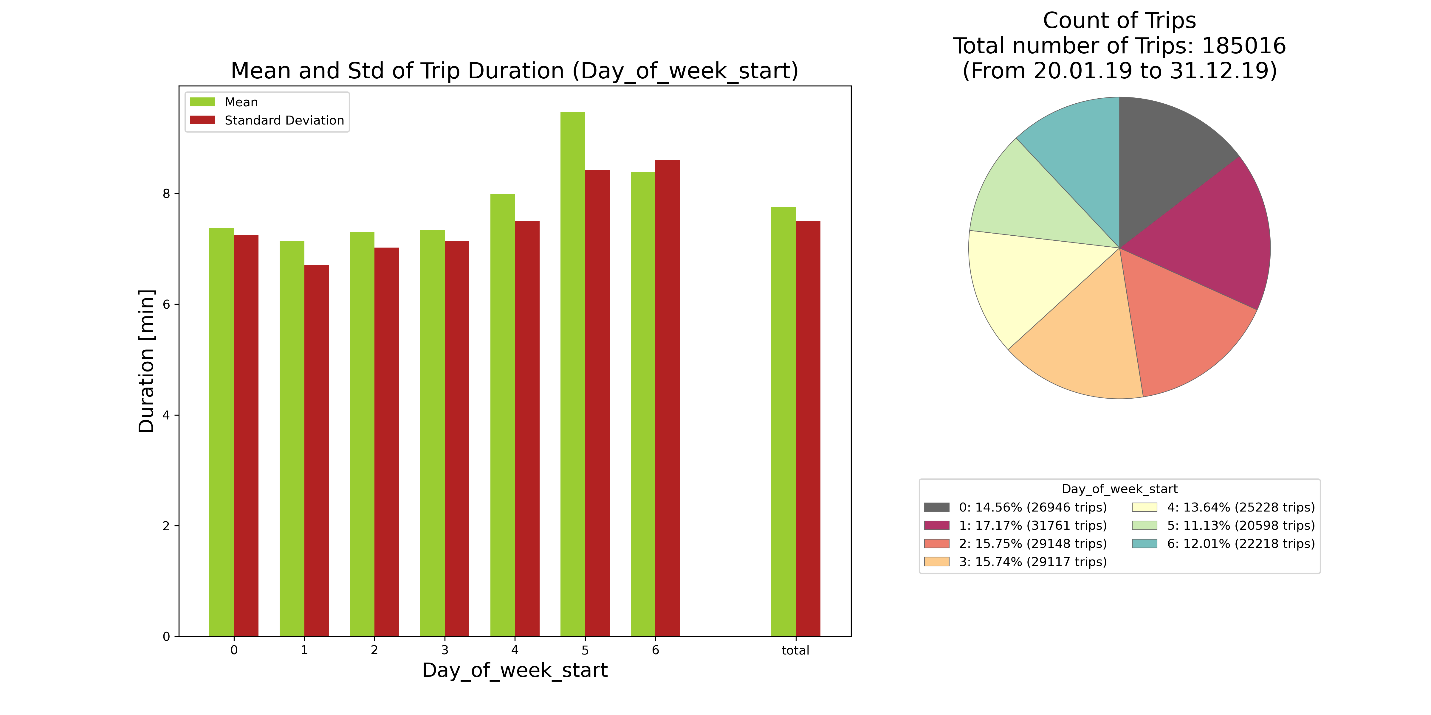 Mean and Std of Trip Duration (Day_of_week_start)
Mean
Standard Deviation
Duration [min]
8
6
4
2
0
0 1 2 3 4 5 6 total
Day_of_week_start
Count of Trips
Total number of Trips: 185016
(From 20.01.19 to 31.12.19)
Day_of_week_start
0: 14.56% (26946 trips)
1: 17.17% (31761 trips)
2: 15.75% (29148 trips)
3: 15.74% (29117 trips)
4: 13.64% (25228 trips)
5: 11.13% (20598 trips)
6: 12.01% (22218 trips)